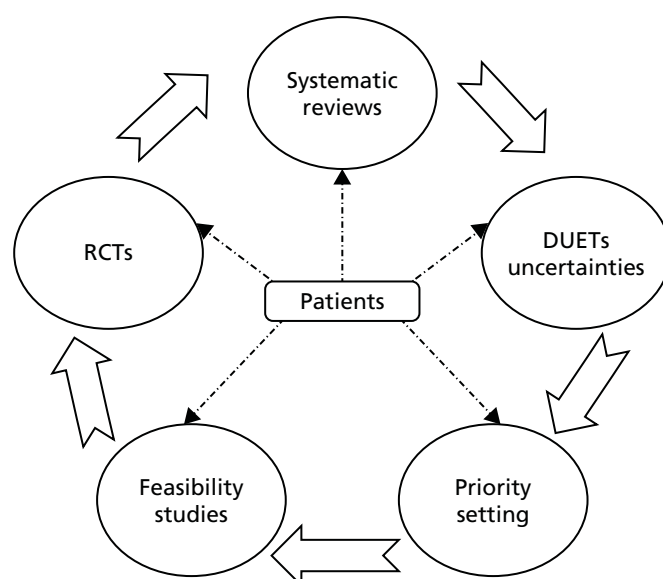 Systematic
reviews
DUETs
uncertainties
RCTs
Patients
Feasibility
studies
Priority
setting